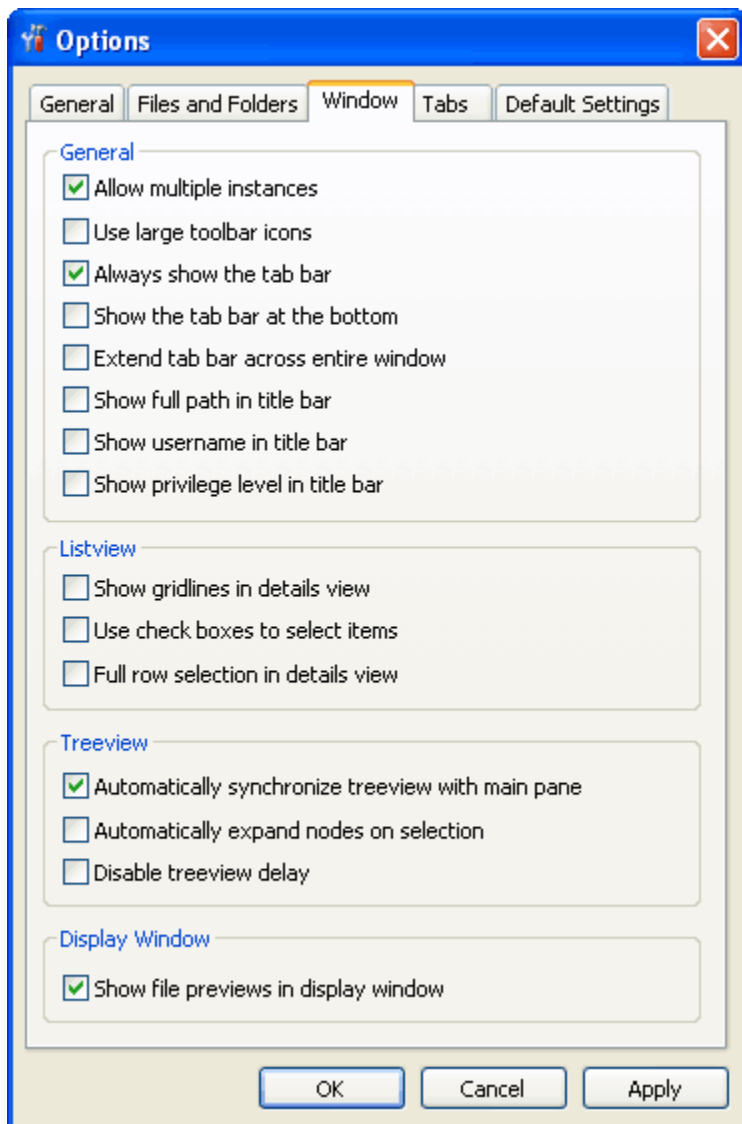 Options
General Files and Folders Window Tabs Default Settings
General
Allow multiple instances
Use large toolbar icons
Always show the tab bar
Show the tab bar at the bottom
Extend tab bar across entire window
Show full path in title bar
Show username in title bar
Show privilege level in title bar
Listview
Show gridlines in details view
Use check boxes to select items
Full row selection in details view
Treeview
Automatically synchronize treeview with main pane
Automatically expand nodes on selection
Disable treeview delay
Display Window
Show file previews in display window
OK Cancel Apply